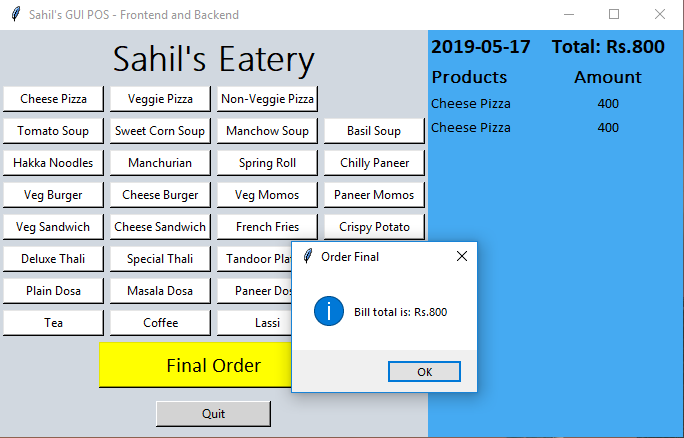 Sahil's GUI POS - Frontend and Backend
Sahil's Eatery
Cheese Pizza Veggie Pizza Non-Veggie Pizza
Tomato Soup Sweet Corn Soup Manchow Soup Basil Soup
Hakka Noodles Manchurian Spring Roll Chilly Paneer
Veg Burger Cheese Burger Veg Momos Paneer Momos
Veg Sandwich Cheese Sandwich French Fries Crispy Potato
Deluxe Thali Special Thali Tandoor
Plain Dosa Masala Dosa Paneer
Tea Coffee Lassi
Final Order
Quit
2019-05-17 Total: Rs.800
Products Amount
Cheese Pizza 400
Cheese Pizza 400
Order Final
Bill total is: Rs.800
OK